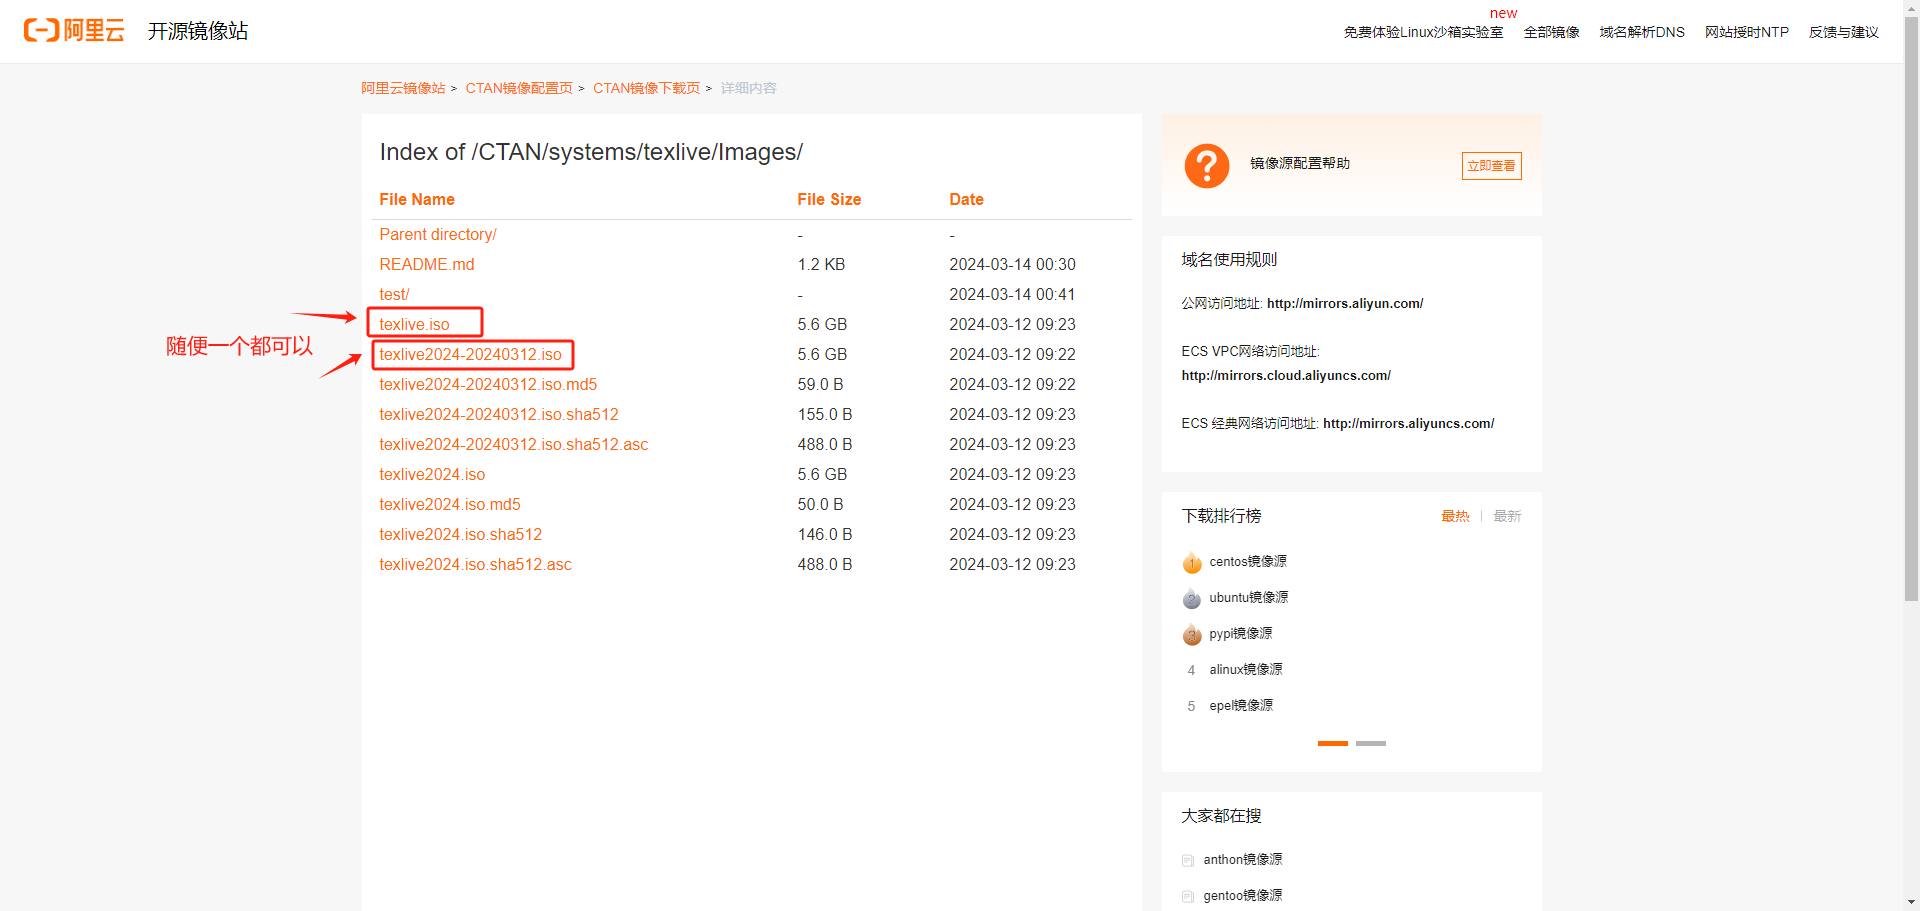 阿里云 开源镜像站
new
免费体验Linux沙箱实验室 全部镜像 域名解析DNS 网站授时NTP 反馈与建议
阿里云镜像站 > CTAN镜像配置页 > CTAN镜像下载页 > 详细内容
Index of /CTAN/systems/texlive/Images/
File Name File Size Date
Parent directory/ - -
README.md 1.2 KB 2024-03-14 00:30
test/ - 2024-03-14 00:41
texlive.iso 5.6 GB 2024-03-12 09:23
随便一个都可以
texlive2024-20240312.iso 5.6 GB 2024-03-12 09:22
texlive2024-20240312.iso.md5 59.0 B 2024-03-12 09:22
texlive2024-20240312.iso.sha512 155.0 B 2024-03-12 09:23
texlive2024-20240312.iso.sha512.asc 488.0 B 2024-03-12 09:23
texlive2024.iso 5.6 GB 2024-03-12 09:23
texlive2024.iso.md5 50.0 B 2024-03-12 09:23
texlive2024.iso.sha512 146.0 B 2024-03-12 09:23
texlive2024.iso.sha512.asc 488.0 B 2024-03-12 09:23
?
镜像源配置帮助 立即查看
域名使用规则
公网访问地址: http://mirrors.aliyun.com/
ECS VPC网络访问地址:
http://mirrors.cloud.aliyuncs.com/
ECS 经典网络访问地址: http://mirrors.aliyuncs.com/
下载排行榜 最热 | 最新
1 centos镜像源
2 ubuntu镜像源
3 pypi镜像源
4 alinux镜像源
5 epel镜像源
大家都在搜
anthon镜像源
gentoo镜像源